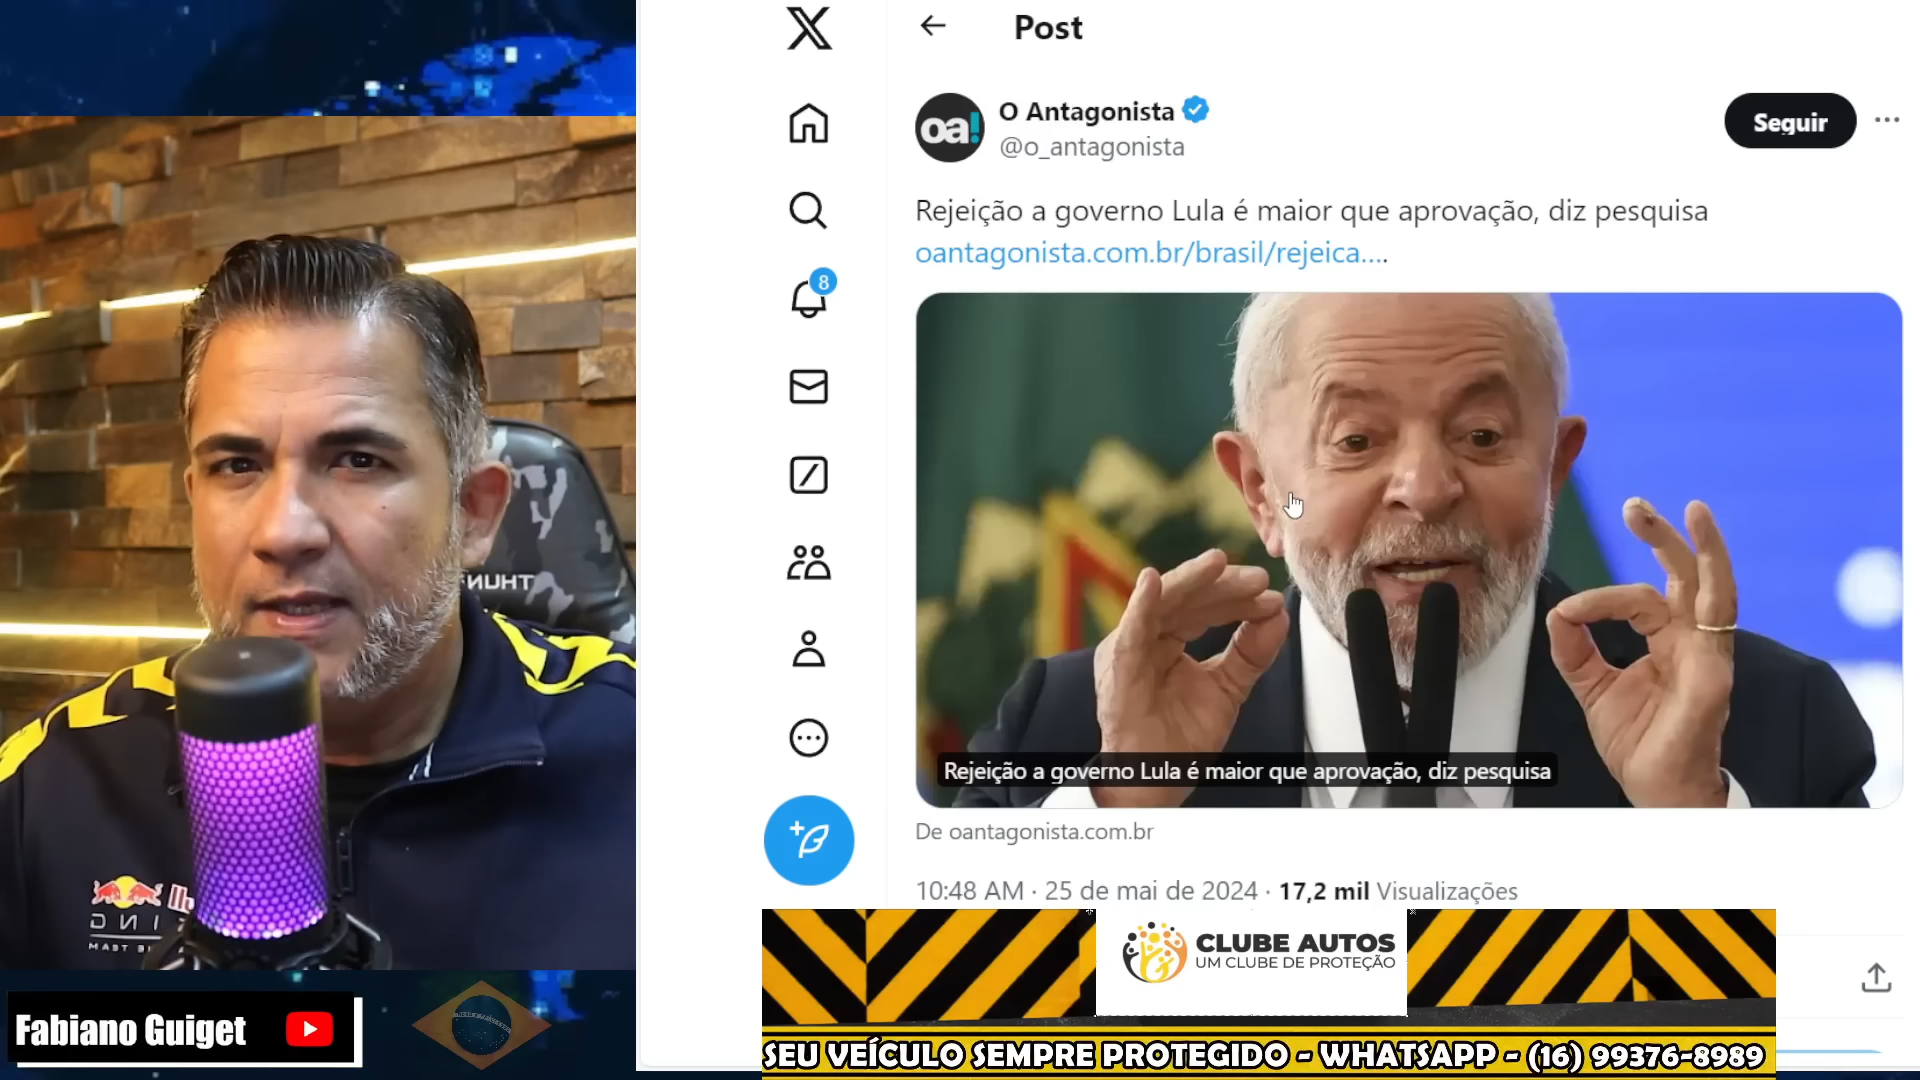 Post
oa!
O Antagonista
@o_antagonista
Seguir
8
Rejeição a governo Lula é maior que aprovação, diz pesquisa
oantagonista.com.br/brasil/rejeica....
Rejeição a governo Lula é maior que aprovação, diz pesquisa
De oantagonista.com.br
10:48 AM · 25 de mai de 2024 · 17,2 mil Visualizações
CLUBE AUTOS
UM CLUBE DE PROTEÇÃO
SEU VEÍCULO SEMPRE PROTEGIDO - WHATSAPP - (16) 99376-8989
Fabiano Guiget